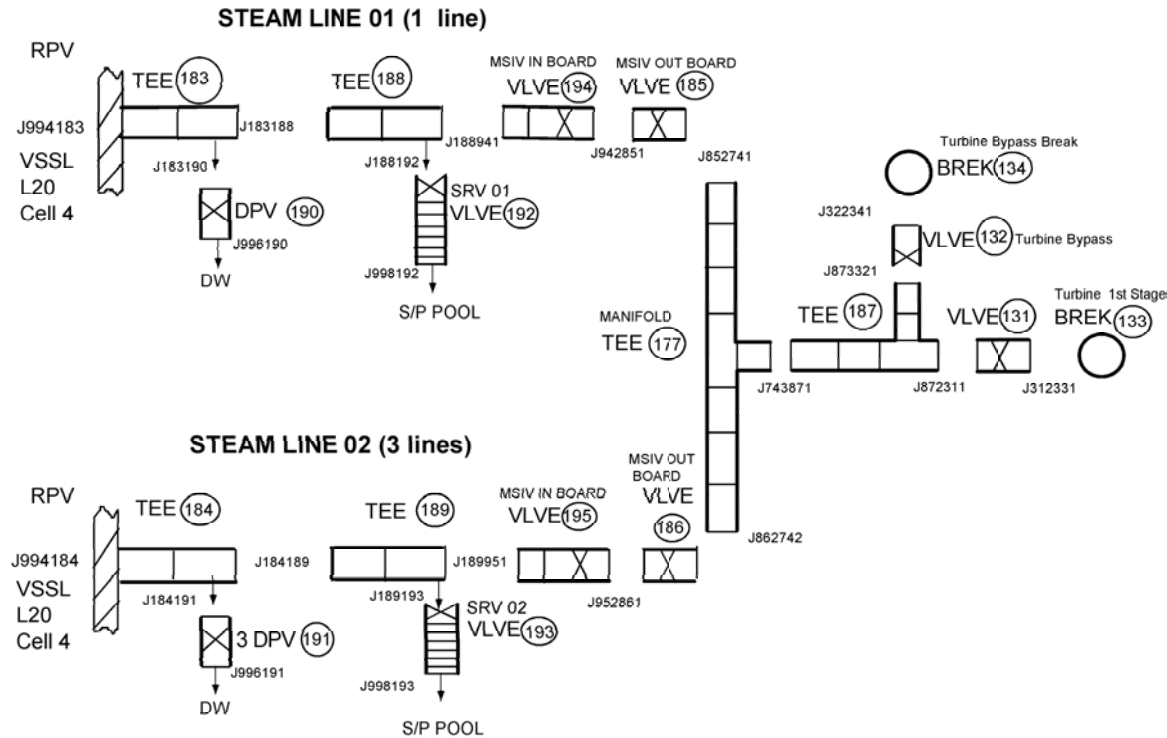 STEAM LINE 01 (1 line)
RPV
TEE 183
TEE 188
MSIV IN BOARD
VLVE 194
MSIV OUT BOARD
VLVE 185
J994183
J183188
J188941
J942851
J852741
VSSL
L20
Cell 4
J183190
DPV 190
J996190
DW
J188192
SRV 01
VLVE 192
J998192
S/P POOL
Turbine Bypass Break
BREK 134
J322341
VLVE 132 Turbine Bypass
J873321
MANIFOLD
TEE 177
TEE 187
VLVE 131
Turbine 1st Stages
BREK 133
J743871
J872311
J312331
STEAM LINE 02 (3 lines)
RPV
TEE 184
TEE 189
MSIV IN BOARD
VLVE 195
MSIV OUT
BOARD
VLVE
186
J862742
J994184
J184189
J189951
J952861
VSSL
L20
Cell 4
J184191
3 DPV 191
J996191
DW
J189193
SRV 02
VLVE 193
J998193
S/P POOL